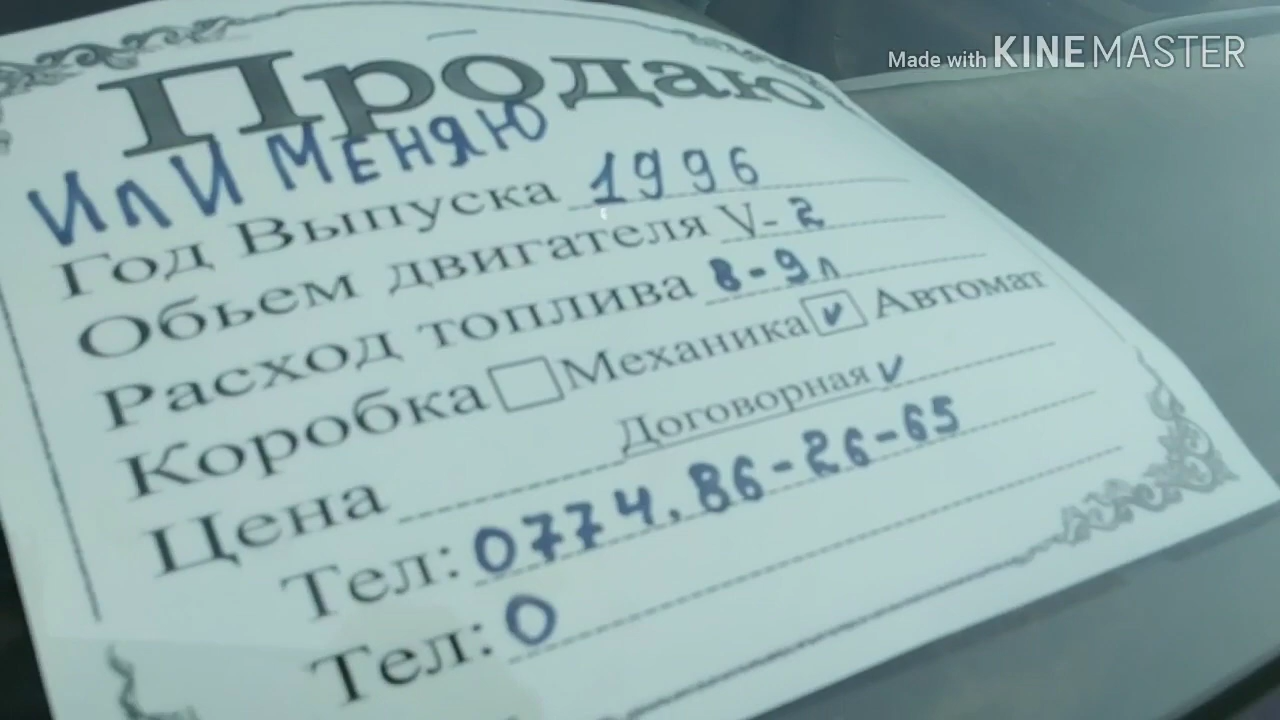 Made with KINEMASTER
Продаю
или меняю
Год Выпуска 1996
Обьем двигателя V-2
Расход топлива 8-9л
Коробка Механика ✓ Автомат
Цена Договорная ✓
Тел: 0774.86-26-65
Тел: 0